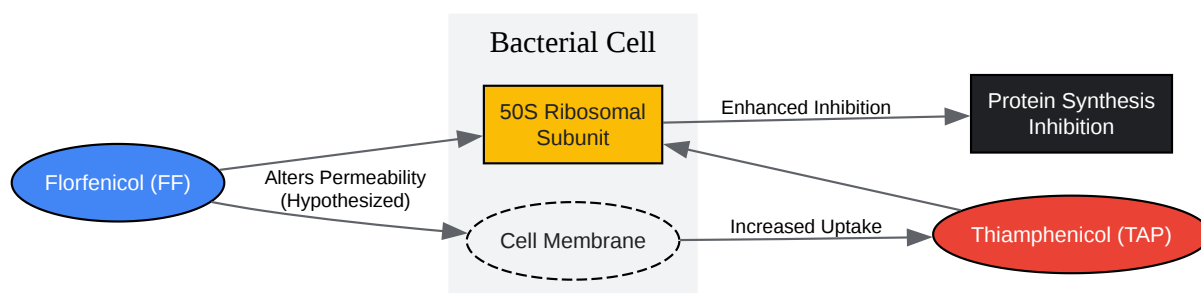 Bacterial Cell
50S Ribosomal
Subunit
Enhanced Inhibition
Protein Synthesis
Inhibition
Florfenicol (FF)
Alters Permeability
(Hypothesized)
Cell Membrane
Increased Uptake
Thiamphenicol (TAP)